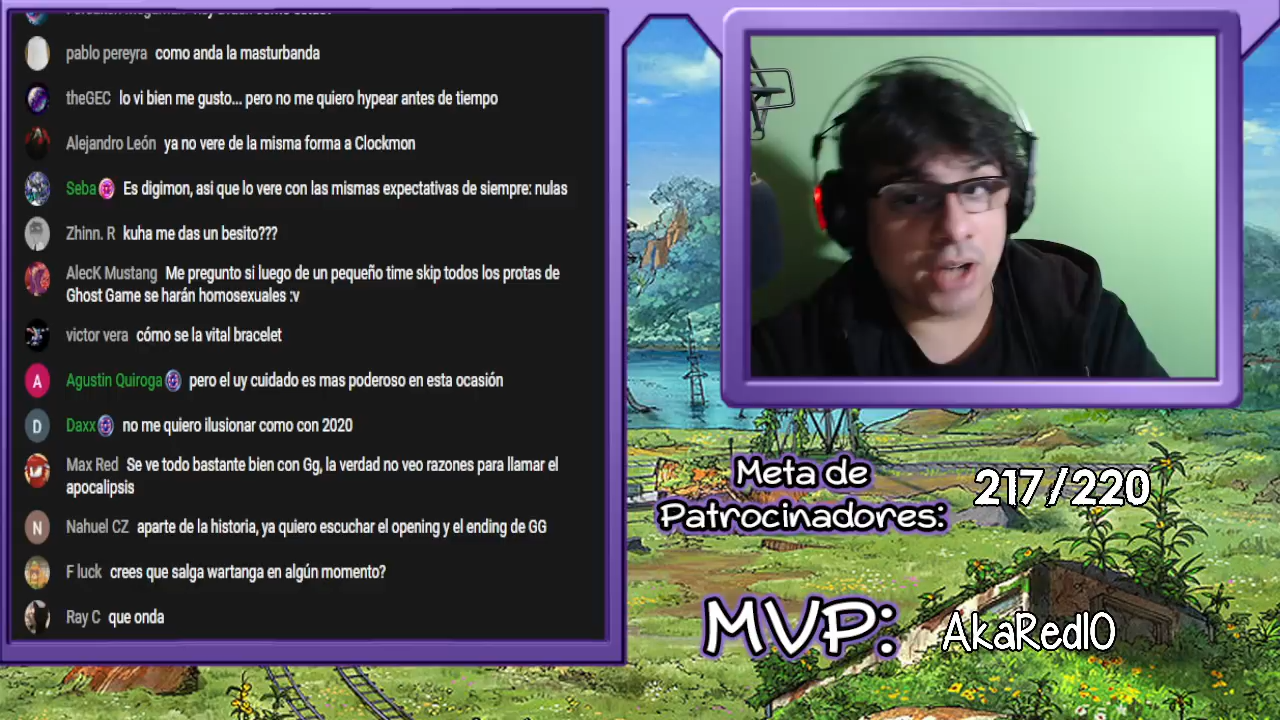 pablo pereyra como anda la masturbanda
theGEC lo vi bien me gusto... pero no me quiero hypear antes de tiempo
Alejandro León ya no vere de la misma forma a Clockmon
Seba Es digimon, asi que lo vere con las mismas expectativas de siempre: nulas
Zhinn. R kuha me das un besito???
AlecK Mustang Me pregunto si luego de un pequeño time skip todos los protas de
Ghost Game se harán homosexuales :v
victor vera cómo se la vital bracelet
A Agustin Quiroga pero el uy cuidado es mas poderoso en esta ocasión
D Daxx no me quiero ilusionar como con 2020
Max Red Se ve todo bastante bien con Gg, la verdad no veo razones para llamar el
apocalipsis
N Nahuel CZ aparte de la historia, ya quiero escuchar el opening y el ending de GG
F luck crees que salga wartanga en algún momento?
Ray C que onda
Meta de
Patrocinadores:
217/220
MVP:
AkaRed10